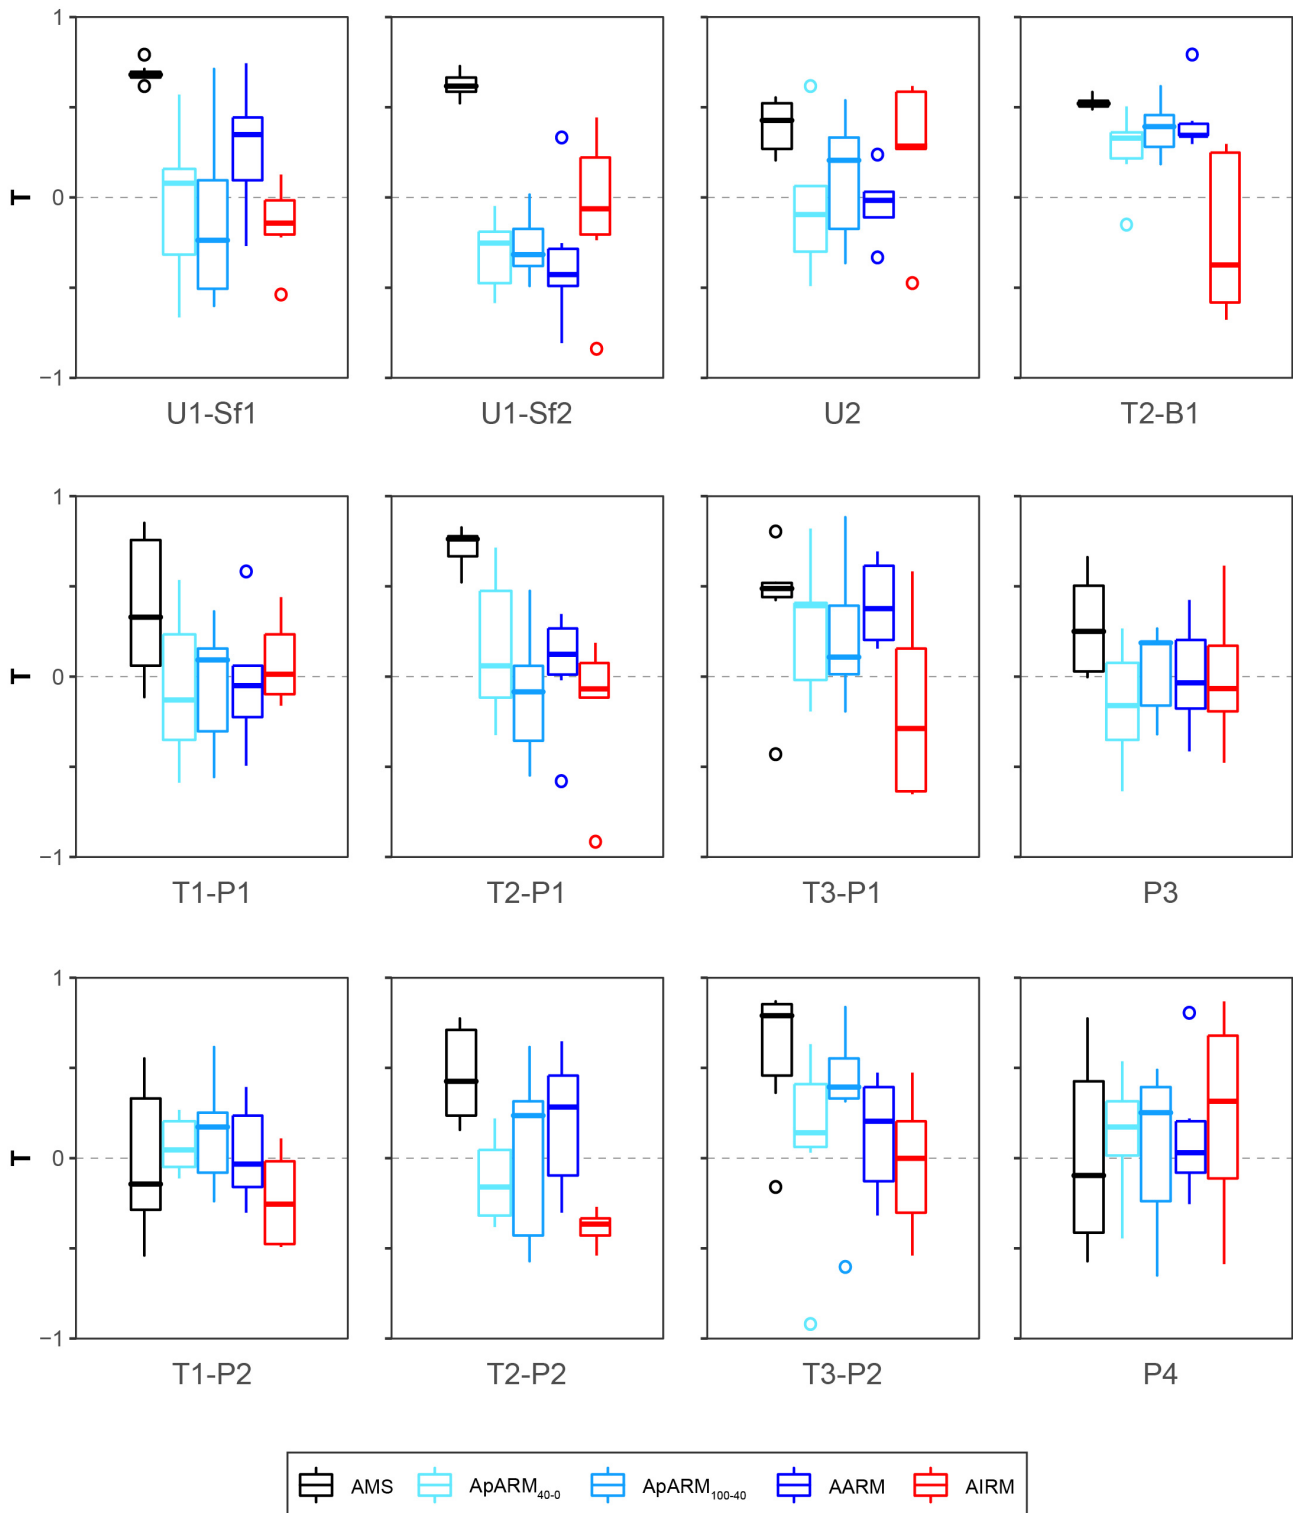 1
T 0
−1
U1-Sf1 U1-Sf2 U2 T2-B1
1
T 0
−1
T1-P1 T2-P1 T3-P1 P3
1
T 0
−1
T1-P2 T2-P2 T3-P2 P4
AMS ApARM40-0 ApARM100-40 AARM AIRM